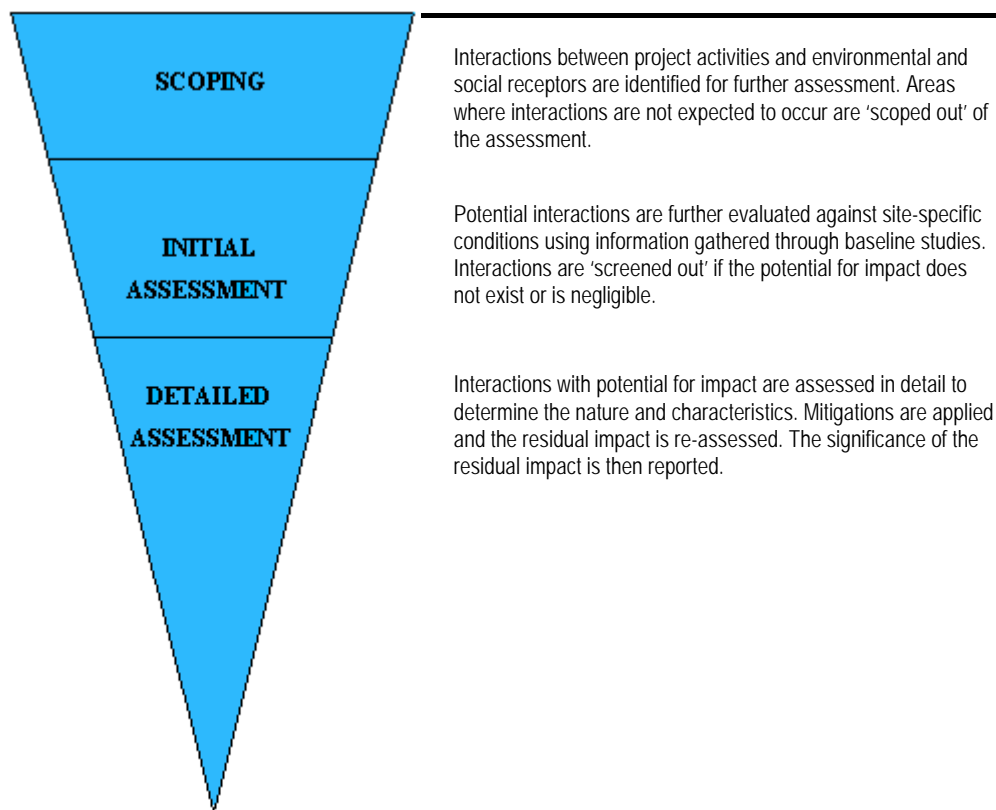 SCOPING
Interactions between project activities and environmental and
social receptors are identified for further assessment. Areas
where interactions are not expected to occur are ‘scoped out’ of
the assessment.
INITIAL
ASSESSMENT
Potential interactions are further evaluated against site-specific
conditions using information gathered through baseline studies.
Interactions are ‘screened out’ if the potential for impact does
not exist or is negligible.
DETAILED
ASSESSMENT
Interactions with potential for impact are assessed in detail to
determine the nature and characteristics. Mitigations are applied
and the residual impact is re-assessed. The significance of the
residual impact is then reported.